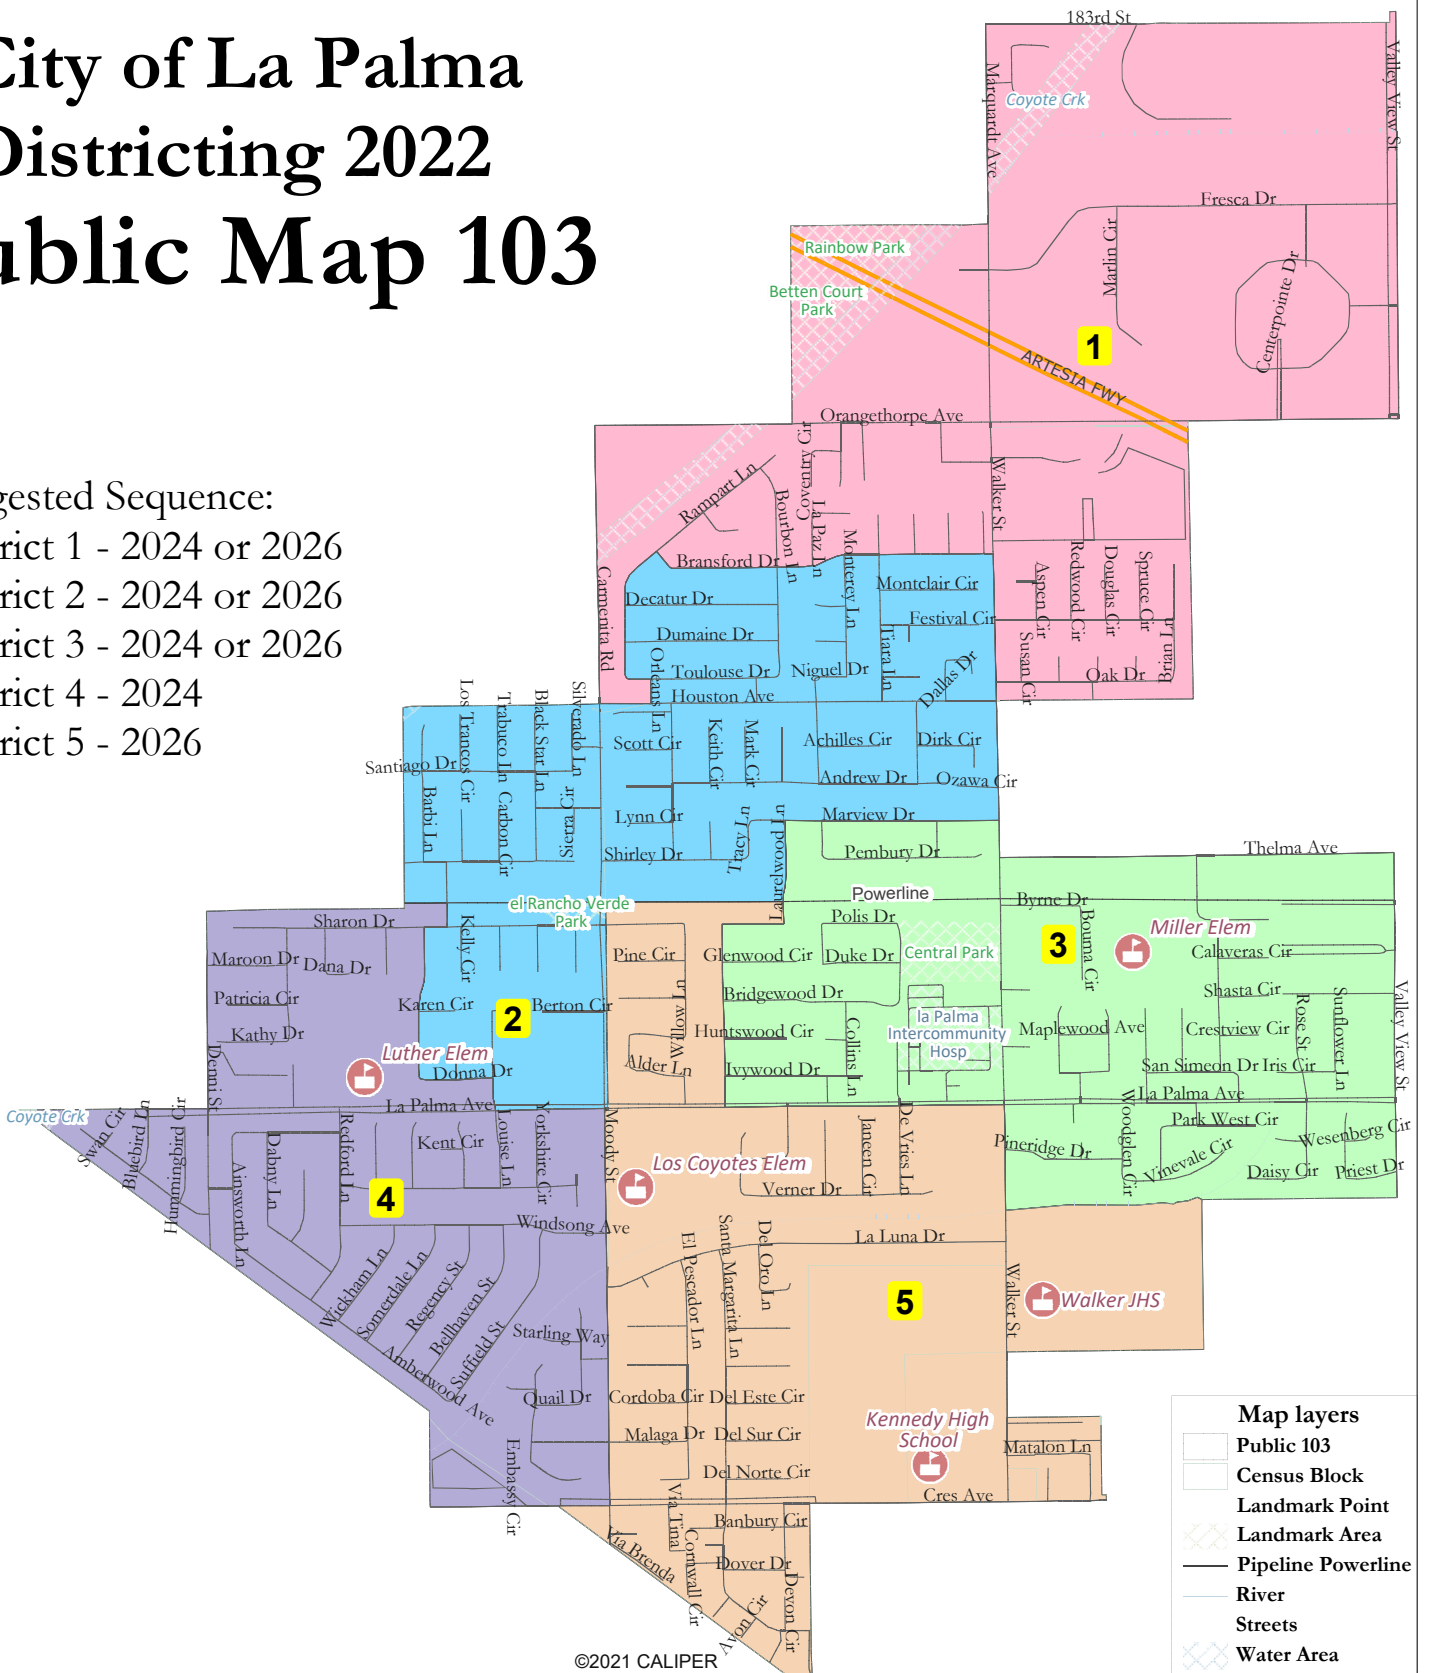 City of La Palma
Districting 2022
ublic Map 103
gested Sequence:
rict 1 - 2024 or 2026
rict 2 - 2024 or 2026
rict 3 - 2024 or 2026
rict 4 - 2024
rict 5 - 2026
183rd St
Marquardt Ave
Coyote Crk
Valley View St
Fresca Dr
Rainbow Park
Marlin Cir
Centerpointe Dr
Betten Court
Park
1
ARTESIA FWY
Orangethorpe Ave
Rampart Ln
Coventry Cir
Bourbon Ln
La Paz Ln
Walker St
Monterey Ln
Bransford Dr
Carmenita Rd
Montclair Cir
Decatur Dr
Festival Cir
Dumaine Dr
Tiara Ln
Aspen Cir
Redwood Cir
Douglas Cir
Spruce Cir
Brian Ln
Susan Cir
Oak Dr
Orleans Ln
Toulouse Dr
Niguel Dr
Dallas Dr
Houston Ave
Los Trancos Cir
Trabuco Ln
Black Star Ln
Silverado Ln
Scott Cir
Keith Cir
Mark Cir
Achilles Cir
Dirk Cir
Santiago Dr
Andrew Dr
Ozawa Cir
Barbi Ln
Carbon Cir
Sierra Cir
Lynn Cir
Tracy Ln
Laurelwood Ln
Marview Dr
Shirley Dr
Pembury Dr
Thelma Ave
Powerline
el Rancho Verde
Park
Byrne Dr
Sharon Dr
Kelly Cir
Polis Dr
Bouma Cir
Miller Elem
3
Maroon Dr
Dana Dr
Pine Cir
Glenwood Cir
Duke Dr
Central Park
Calaveras Cir
Patricia Cir
Karen Cir
Berton Cir
Willow Ln
Bridgewood Dr
Shasta Cir
Rose St
Sunflower Ln
Valley View St
2
Kathy Dr
Huntswood Cir
Collins Ln
la Palma
Intercommunity
Hosp
Maplewood Ave
Crestview Cir
Luther Elem
Denni St
Donna Dr
Alder Ln
Ivywood Dr
San Simeon Dr
Iris Cir
La Palma Ave
La Palma Ave
Coyote Crk
Swan Cir
Bluebird Ln
Hummingbird Cir
Redford Ln
Kent Cir
Louise Ln
Yorkshire Cir
Moody St
Janeen Cir
De Vries Ln
Woodglen Cir
Park West Cir
Wesenberg Cir
Pineridge Dr
Vinevale Cir
Daisy Cir
Priest Dr
Ainsworth Ln
Dabny Ln
4
Los Coyotes Elem
Verner Dr
Windsong Ave
La Luna Dr
El Pescador Ln
Santa Margarita Ln
Del Oro Ln
Walker St
Wickham Ln
Somerdale Ln
Regency St
Bellhaven St
Suffield St
5
Walker JHS
Starling Way
Amberwood Ave
Quail Dr
Cordoba Cir
Del Este Cir
Kennedy High
School
Malaga Dr
Del Sur Cir
Matalon Ln
Embassy Cir
Del Norte Cir
Cres Ave
Via Tina
Banbury Cir
Via Brenda
Cornwall Cir
Dover Dr
Devon Cir
Avon Cir
©2021 CALIPER
Map layers
Public 103
Census Block
Landmark Point
Landmark Area
Pipeline Powerline
River
Streets
Water Area